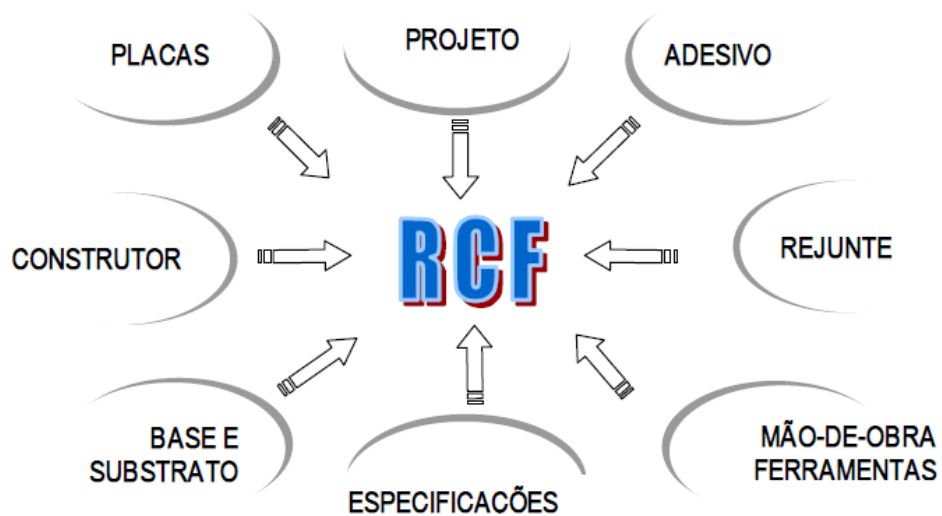 PLACAS
PROJETO
ADESIVO
CONSTRUTOR
RCF
REJUNTE
BASE E
SUBSTRATO
ESPECIFICACÕES
MÃO-DE-OBRA
FERRAMENTAS